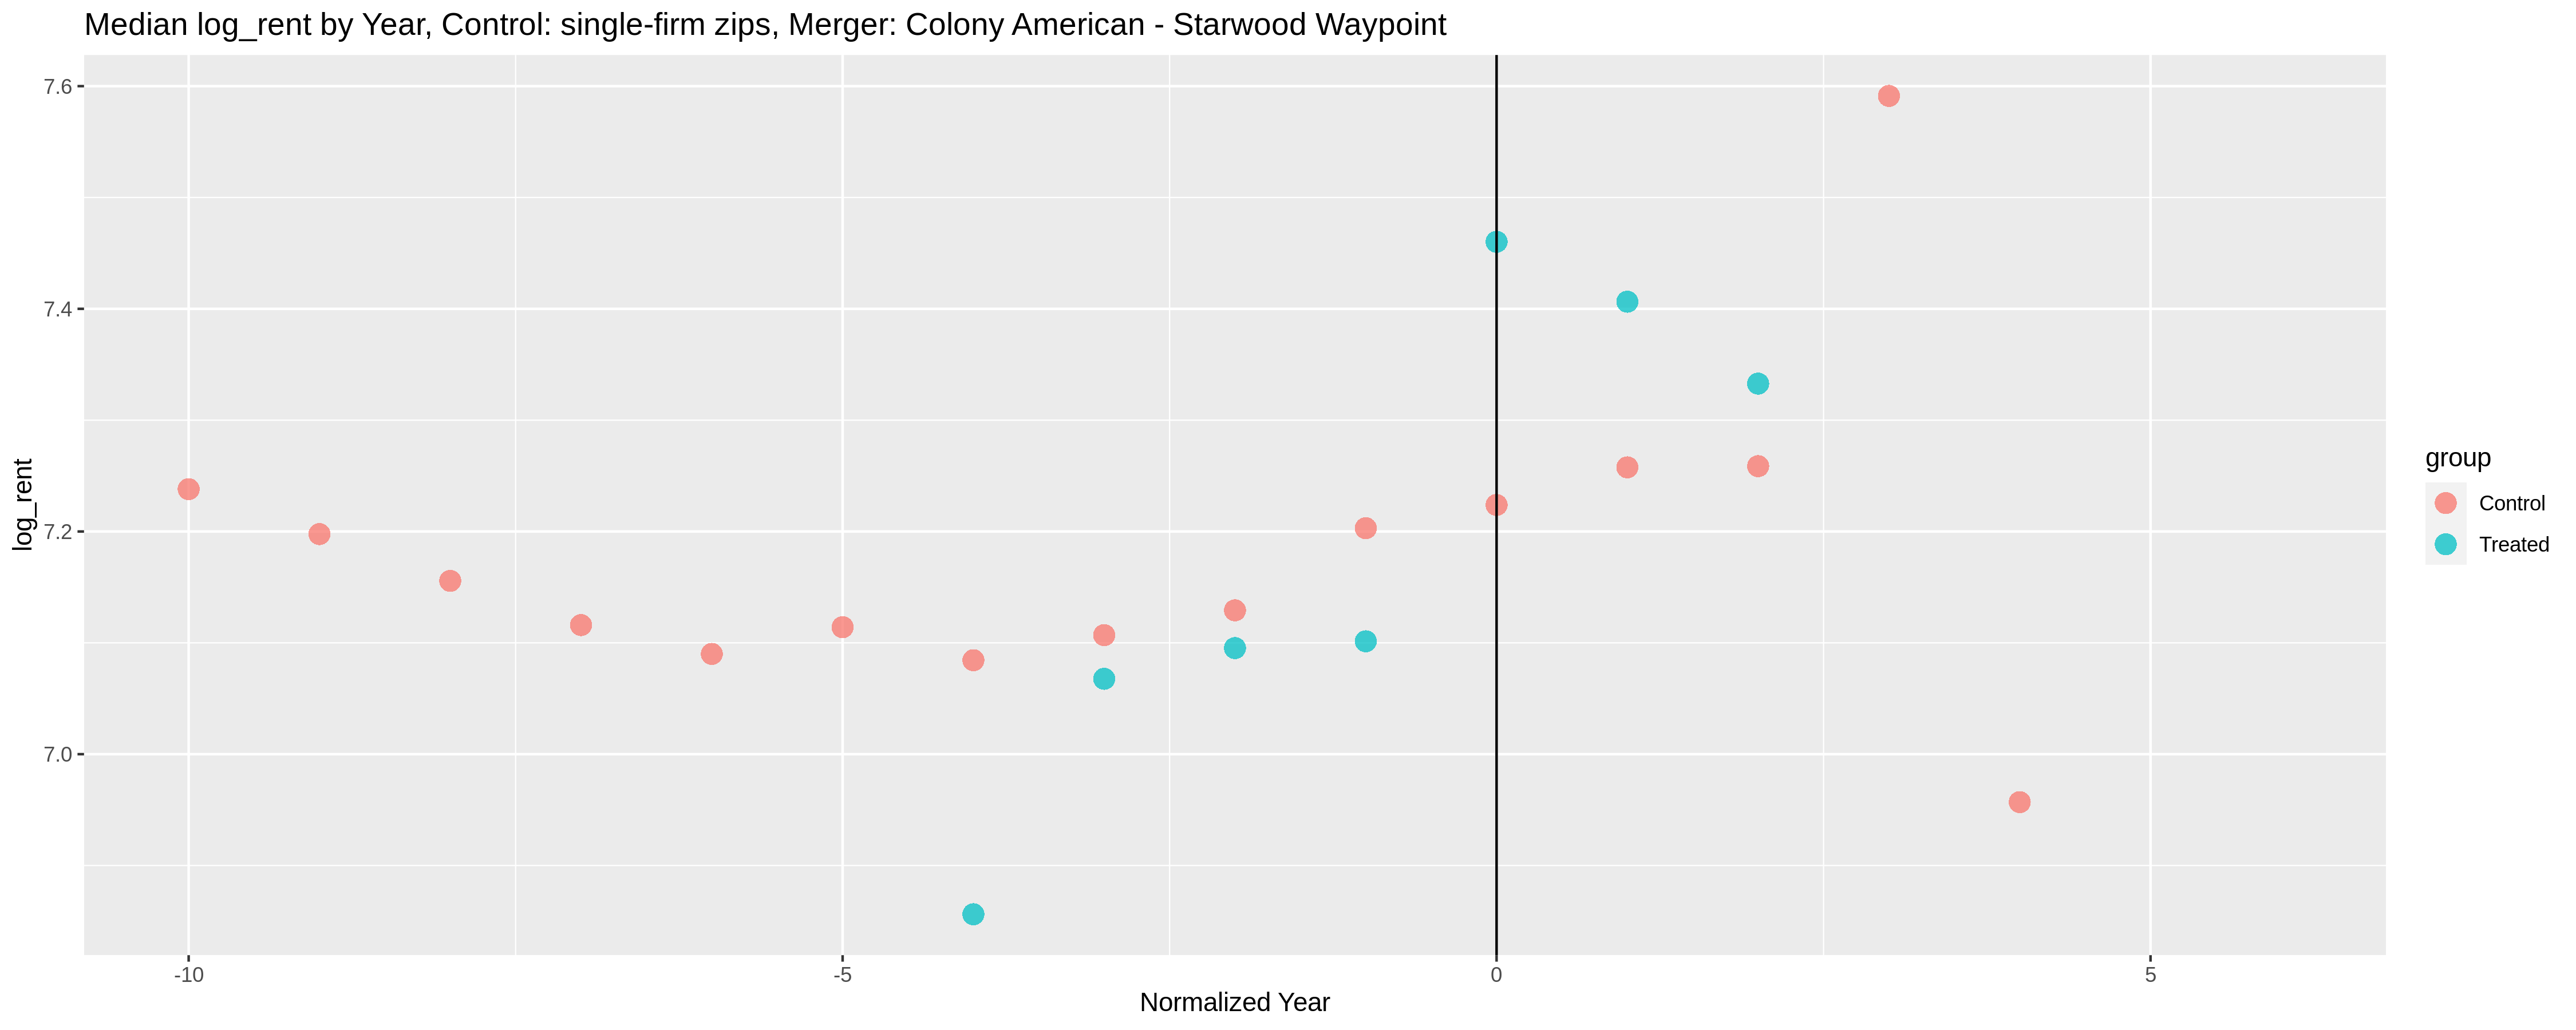 Median log_rent by Year, Control: single-firm zips, Merger: Colony American - Starwood Waypoint
7.6
7.4
7.2
7.0
log_rent
-10
-5
0
5
Normalized Year
group
Control
Treated